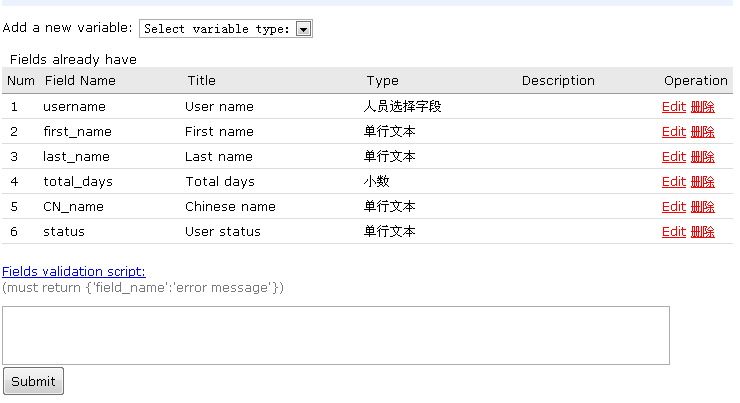 Add a new variable: Select variable type:
Fields already have
Num Field Name Title Type Description Operation
1 username User name 人员选择字段 Edit 删除
2 first_name First name 单行文本 Edit 删除
3 last_name Last name 单行文本 Edit 删除
4 total_days Total days 小数 Edit 删除
5 CN_name Chinese name 单行文本 Edit 删除
6 status User status 单行文本 Edit 删除
Fields validation script:
(must return {'field_name':'error message'})
Submit